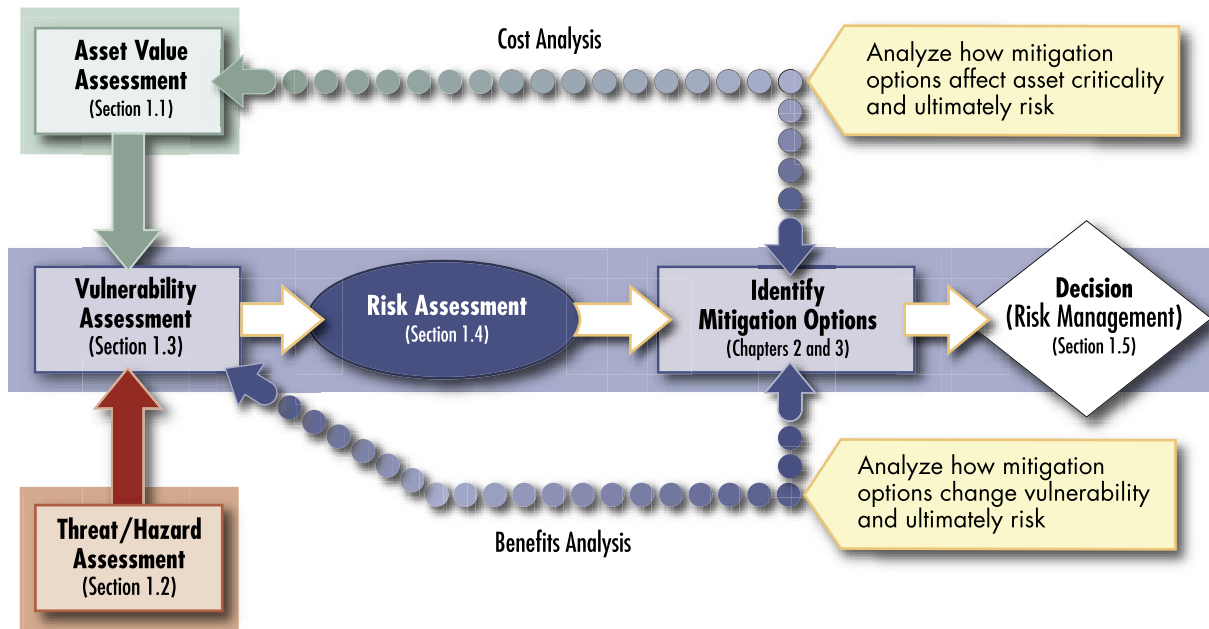 Asset Value
Assessment
(Section 1.1)
Cost Analysis
Analyze how mitigation
options affect asset criticality
and ultimately risk
Vulnerability
Assessment
(Section 1.3)
Risk Assessment
(Section 1.4)
Identify
Mitigation Options
(Chapters 2 and 3)
Decision
(Risk Management)
(Section 1.5)
Threat/Hazard
Assessment
(Section 1.2)
Benefits Analysis
Analyze how mitigation
options change vulnerability
and ultimately risk